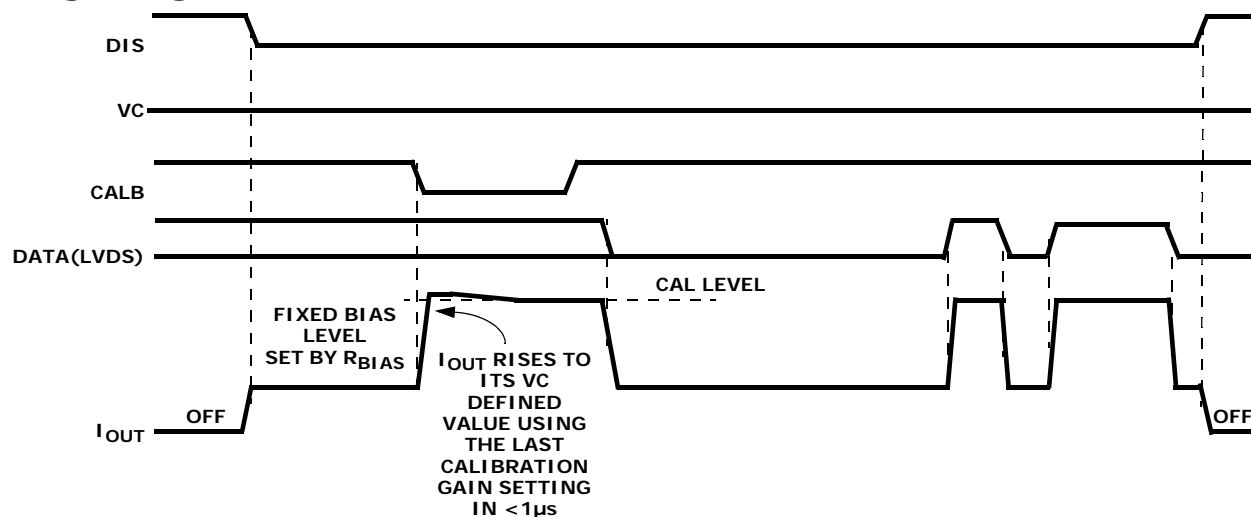 DIS
VC
CALB
DATA(LVDS)
CAL LEVEL
FIXED BIAS
LEVEL
SET BY RBIAS
IOUT RISES TO
ITS VC
DEFINED
VALUE USING
THE LAST
CALIBRATION
GAIN SETTING
IN <1µs
OFF
IOUT
OFF